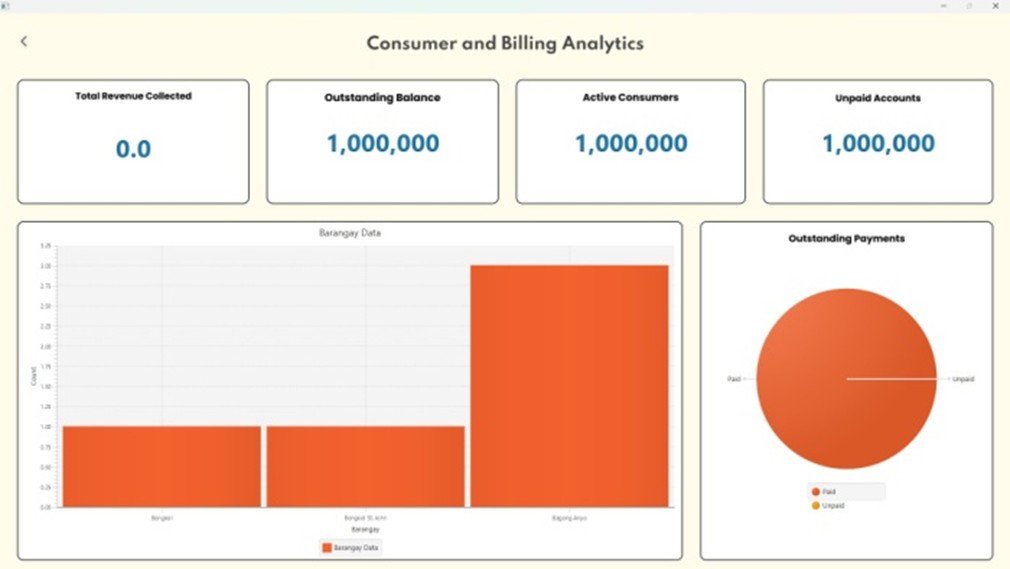 Consumer and Billing Analytics
Total Revenue Collected
0.0
Outstanding Balance
1,000,000
Active Consumers
1,000,000
Unpaid Accounts
1,000,000
Barangay Data
3.25
3.00
2.75
2.50
2.25
2.00
1.75
1.50
1.25
1.00
0.75
0.50
0.25
0.00
Count
Barangay
Barangay Data
Outstanding Payments
Paid
Unpaid
Paid
Unpaid